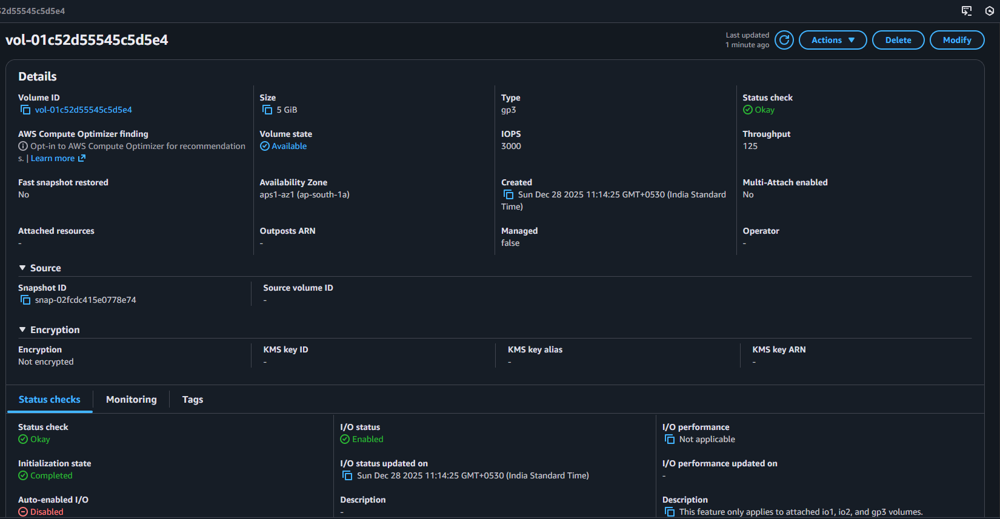 52d55545c5d5e4
vol-01c52d55545c5d5e4
Last updated
1 minute ago
Actions
Delete
Modify
Details
Volume ID
vol-01c52d55545c5d5e4
Size
5 GiB
Type
gp3
Status check
Okay
AWS Compute Optimizer finding
Opt-in to AWS Compute Optimizer for recommendation
s. | Learn more
Volume state
Available
IOPS
3000
Throughput
125
Fast snapshot restored
No
Availability Zone
aps1-az1 (ap-south-1a)
Created
Sun Dec 28 2025 11:14:25 GMT+0530 (India Standard
Time)
Multi-Attach enabled
No
Attached resources
-
Outposts ARN
-
Managed
false
Operator
-
Source
Snapshot ID
snap-02fcdc415e0778e74
Source volume ID
-
Encryption
Encryption
Not encrypted
KMS key ID
-
KMS key alias
-
KMS key ARN
-
Status checks
Monitoring
Tags
Status check
Okay
I/O status
Enabled
I/O performance
Not applicable
Initialization state
Completed
I/O status updated on
Sun Dec 28 2025 11:14:25 GMT+0530 (India Standard Time)
I/O performance updated on
-
Auto-enabled I/O
Disabled
Description
-
Description
This feature only applies to attached io1, io2, and gp3 volumes.